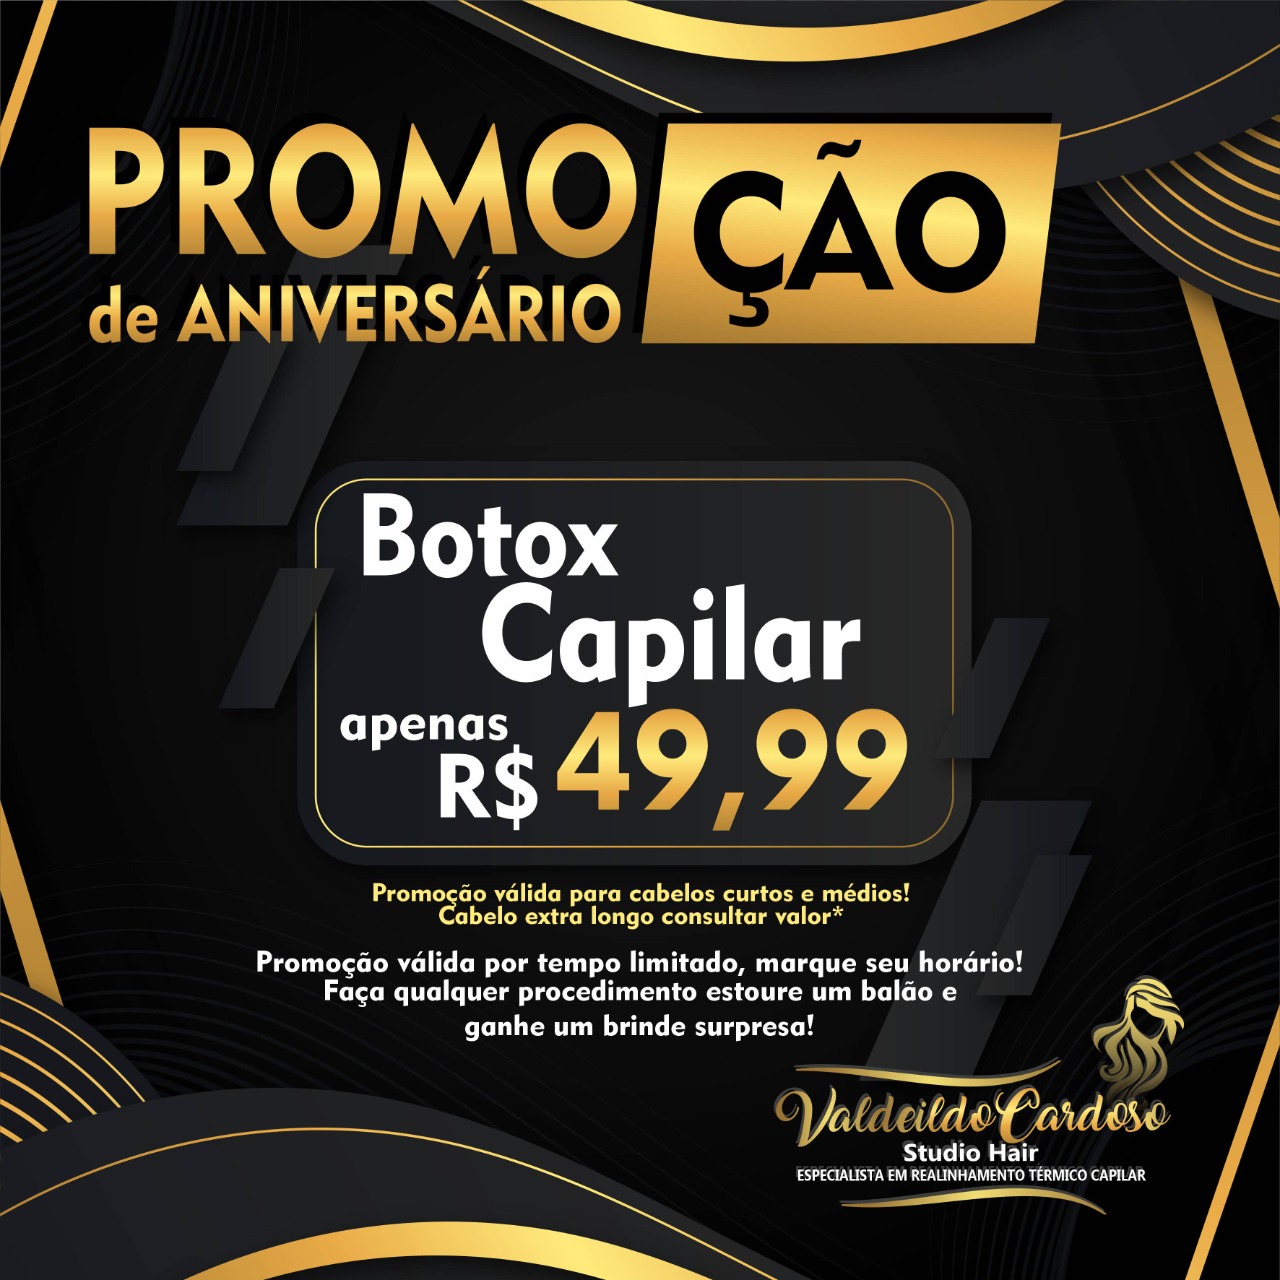 PROMOÇÃO
de ANIVERSÁRIO
Botox
Capilar
apenas
R$ 49,99
Promoção válida para cabelos curtos e médios!
Cabelo extra longo consultar valor*
Promoção válida por tempo limitado, marque seu horário!
Faça qualquer procedimento estoure um balão e
ganhe um brinde surpresa!
Valdeildo Cardoso
Studio Hair
ESPECIALISTA EM REALINHAMENTO TÉRMICO CAPILAR